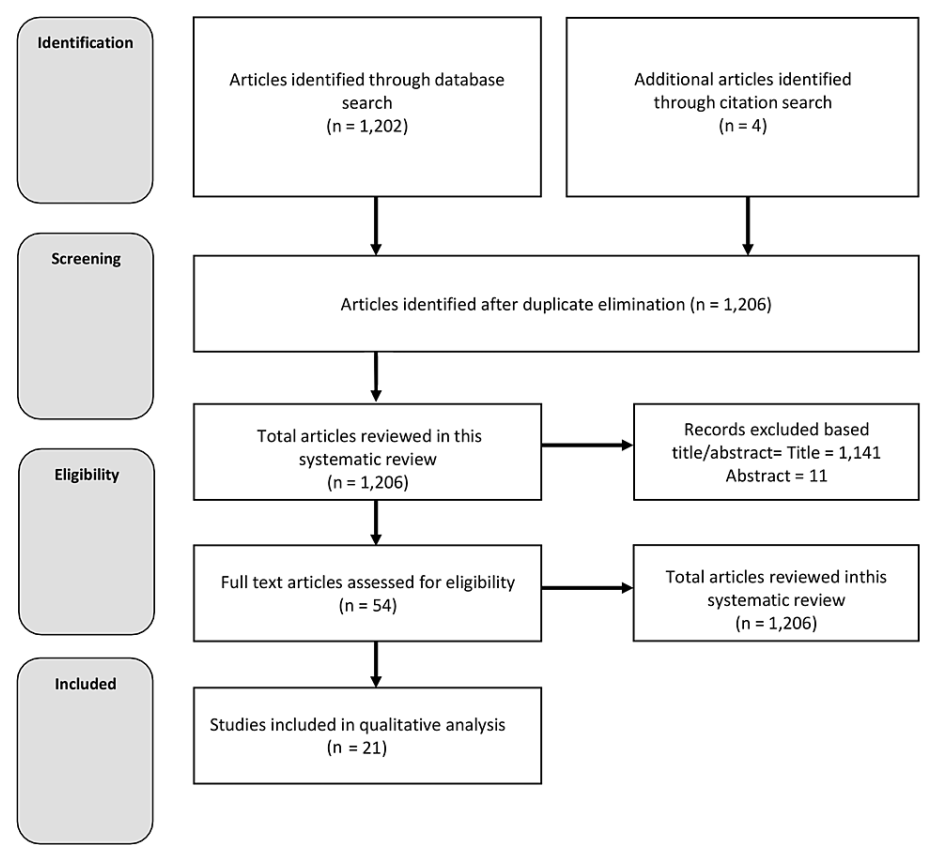 Identification
Articles identified through database
search
(n = 1,202)
Additional articles identified
through citation search
(n = 4)
Screening
Articles identified after duplicate elimination (n = 1,206)
Total articles reviewed in this
systematic review
(n = 1,206)
Records excluded based
title/abstract= Title = 1,141
Abstract = 11
Eligibility
Full text articles assessed for eligibility
(n = 54)
Total articles reviewed inthis
systematic review
(n = 1,206)
Included
Studies included in qualitative analysis
(n = 21)